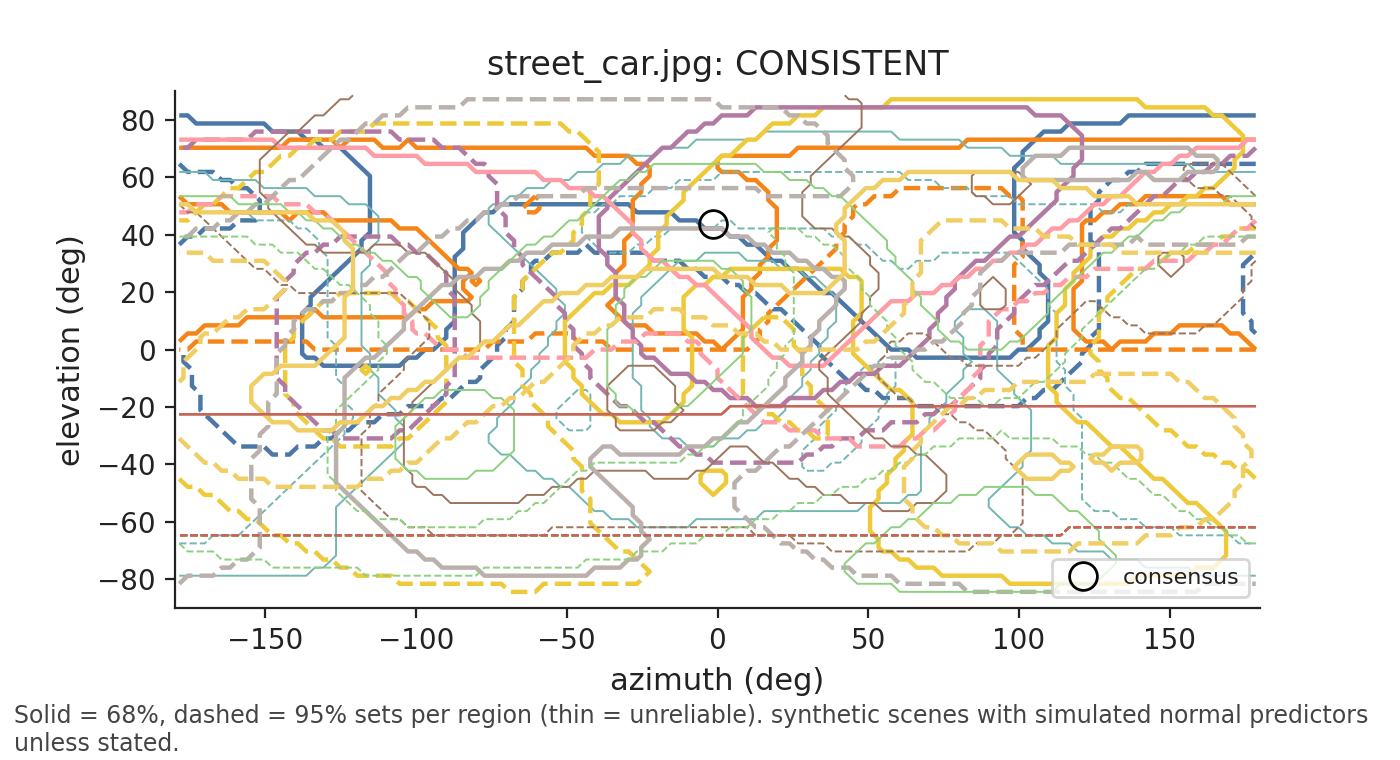 street_car.jpg: CONSISTENT
80
60
40
20
0
−20
−40
−60
−80
elevation (deg)
−150
−100
−50
0
50
100
150
azimuth (deg)
consensus
Solid = 68%, dashed = 95% sets per region (thin = unreliable). synthetic scenes with simulated normal predictors
unless stated.